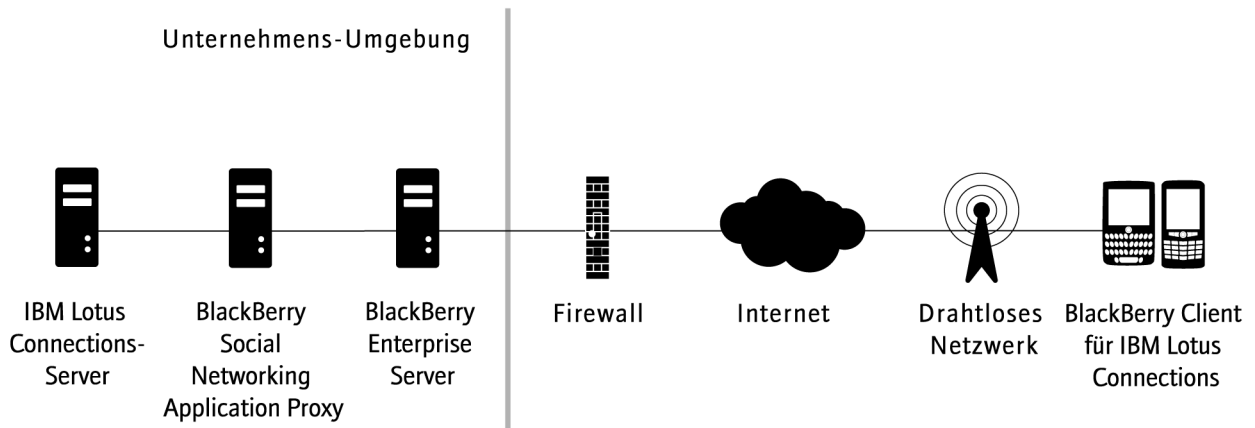 Unternehmens-Umgebung
IBM Lotus
Connections-
Server
BlackBerry
Social
Networking
Application Proxy
BlackBerry
Enterprise
Server
Firewall
Internet
Drahtloses
Netzwerk
BlackBerry Client
für IBM Lotus
Connections